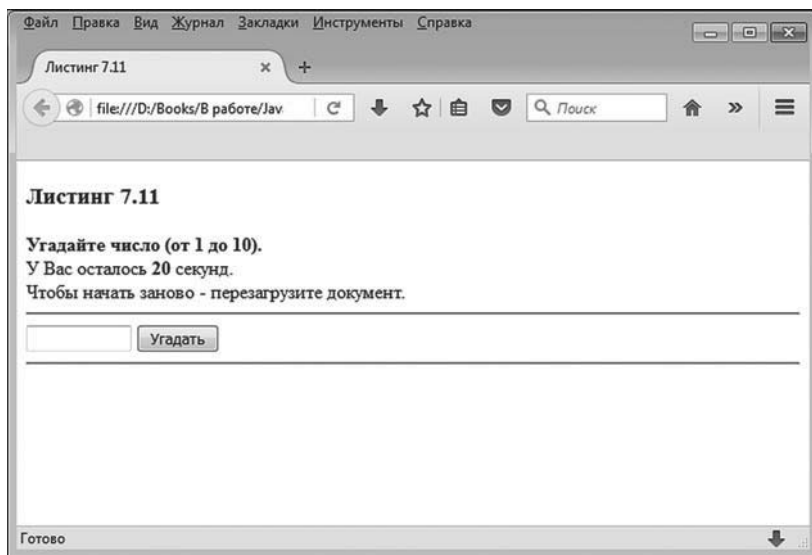 Файл Правка Вид Журнал Закладки Инструменты Справка
Листинг 7.11
file:///D:/Books/В работе/Jav
Поиск
Листинг 7.11
Угадайте число (от 1 до 10).
У Вас осталось 20 секунд.
Чтобы начать заново - перезагрузите документ.
Угадать
Готово